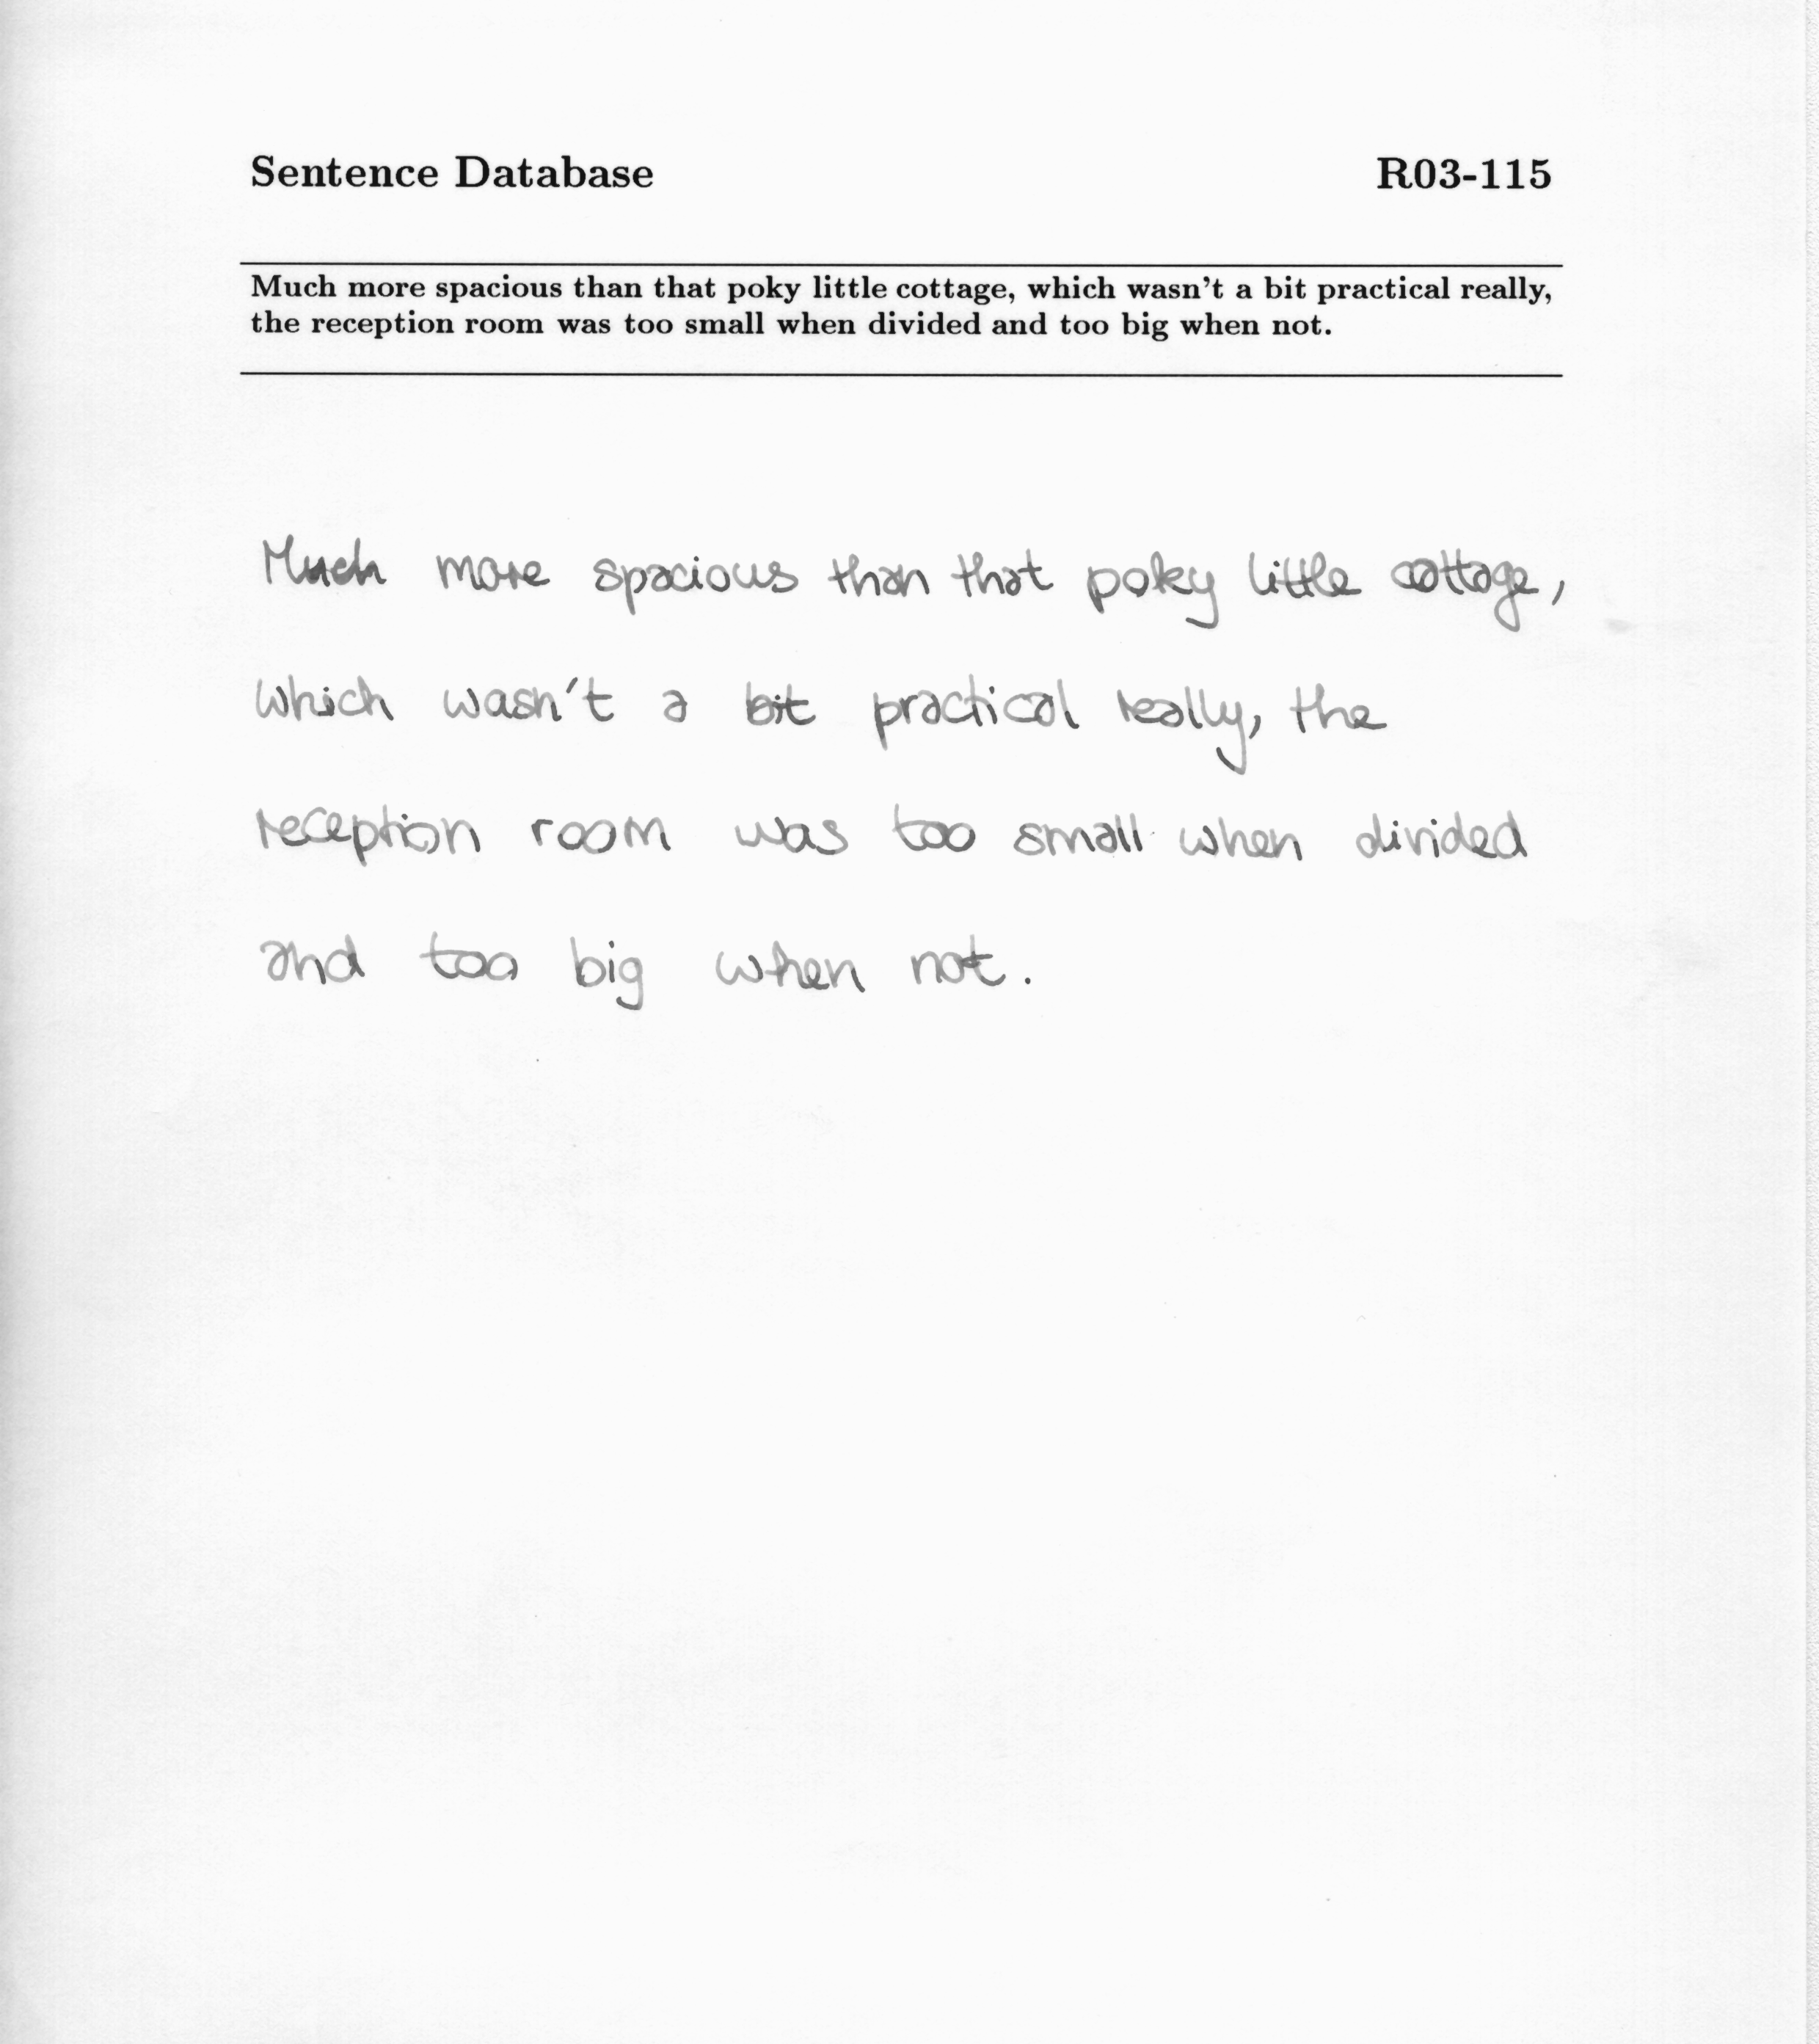 Sentence Database R03-115
Much more spacious than that poky little cottage, which wasn't a bit practical really,
the reception room was too small when divided and too big when not.
Much more spacious than that poky little cottage,
which wasn't a bit practical really, the
reception room was too small when divided
and too big when not.